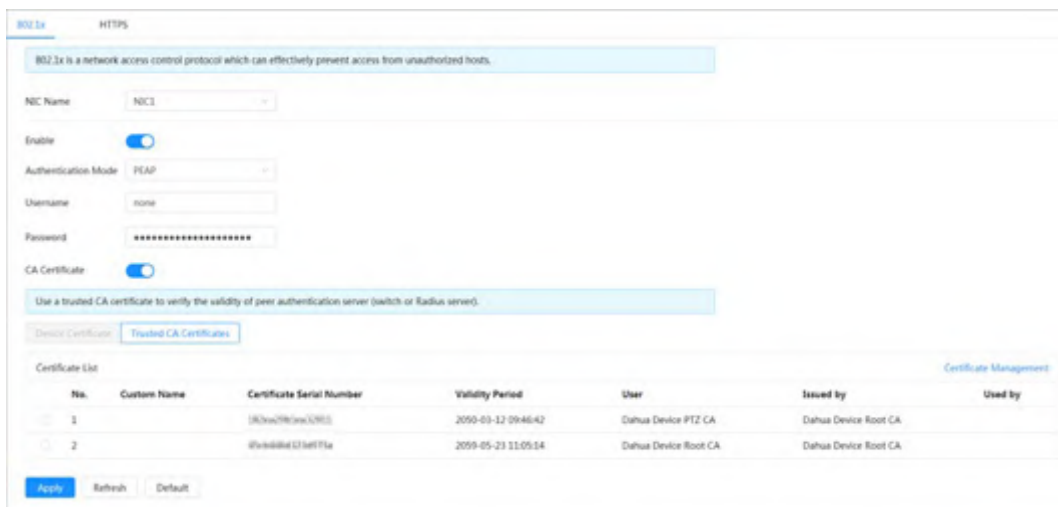 802.1x HTTPS
802.1x is a network access control protocol which can effectively prevent access from unauthorized hosts.
NIC Name NIC1
Enable
Authentication Mode PEAP
Username none
Password ••••••••••••••••••••
CA Certificate
Use a trusted CA certificate to verify the validity of peer authentication server (switch or Radius server).
Device Certificate Trusted CA Certificates
Certificate List Certificate Management
No. Custom Name Certificate Serial Number Validity Period User Issued by Used by
1 2050-03-12 09:46:42 Dahua Device PTZ CA Dahua Device Root CA
2 2059-05-23 11:05:14 Dahua Device Root CA Dahua Device Root CA
Apply Refresh Default